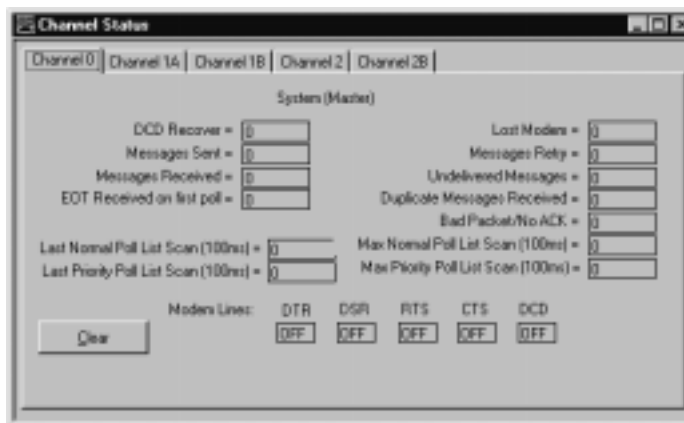 Channel Status
Channel 0 Channel 1A Channel 1B Channel 2 Channel 2B
System (Master)
DCD Recover = 0
Messages Sent = 0
Messages Received = 0
EOT Received on first poll = 0
Last Normal Poll List Scan (100ms) = 0
Last Priority Poll List Scan (100ms) = 0
Lost Modem = 0
Messages Retry = 0
Undelivered Messages = 0
Duplicate Messages Received = 0
Bad Packet/No ACK = 0
Max Normal Poll List Scan (100ms) = 0
Max Priority Poll List Scan (100ms) = 0
Modem Lines: DTR DSR RTS CTS DCD
OFF OFF OFF OFF OFF
Clear